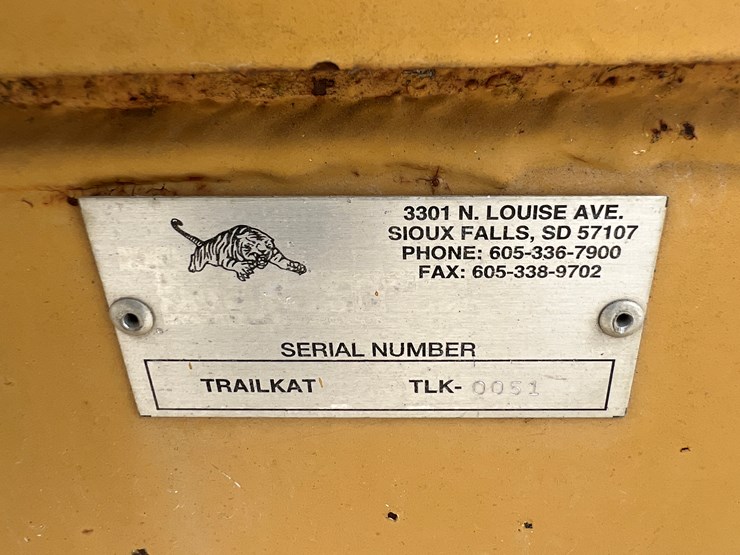 3301 N. LOUISE AVE.
SIOUX FALLS, SD 57107
PHONE: 605-336-7900
FAX: 605-338-9702
SERIAL NUMBER
TRAILKAT TLK- 0051